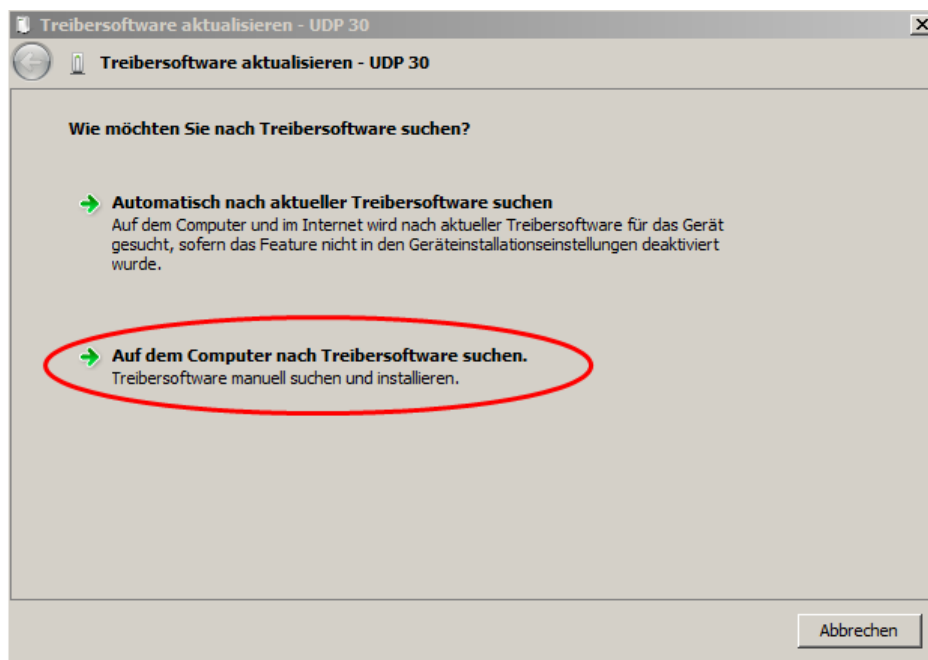 Treibersoftware aktualisieren - UDP 30
Treibersoftware aktualisieren - UDP 30
Wie möchten Sie nach Treibersoftware suchen?
Automatisch nach aktueller Treibersoftware suchen
Auf dem Computer und im Internet wird nach aktueller Treibersoftware für das Gerät
gesucht, sofern das Feature nicht in den Geräteinstallationseinstellungen deaktiviert
wurde.
Auf dem Computer nach Treibersoftware suchen.
Treibersoftware manuell suchen und installieren.
Abbrechen